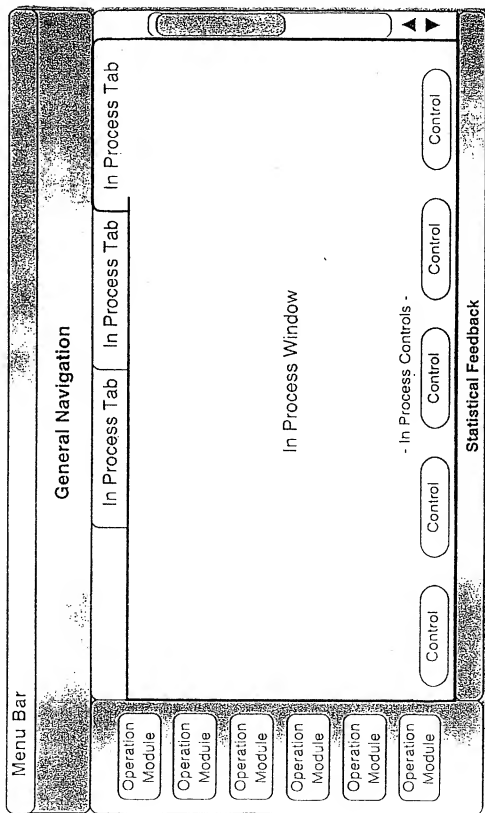 Menu Bar
General Navigation
In Process Tab
In Process Tab
In Process Tab
Operation
Module
Operation
Module
Operation
Module
Operation
Module
Operation
Module
Operation
Module
In Process Window
- In Process Controls -
Control
Control
Control
Control
Control
Statistical Feedback